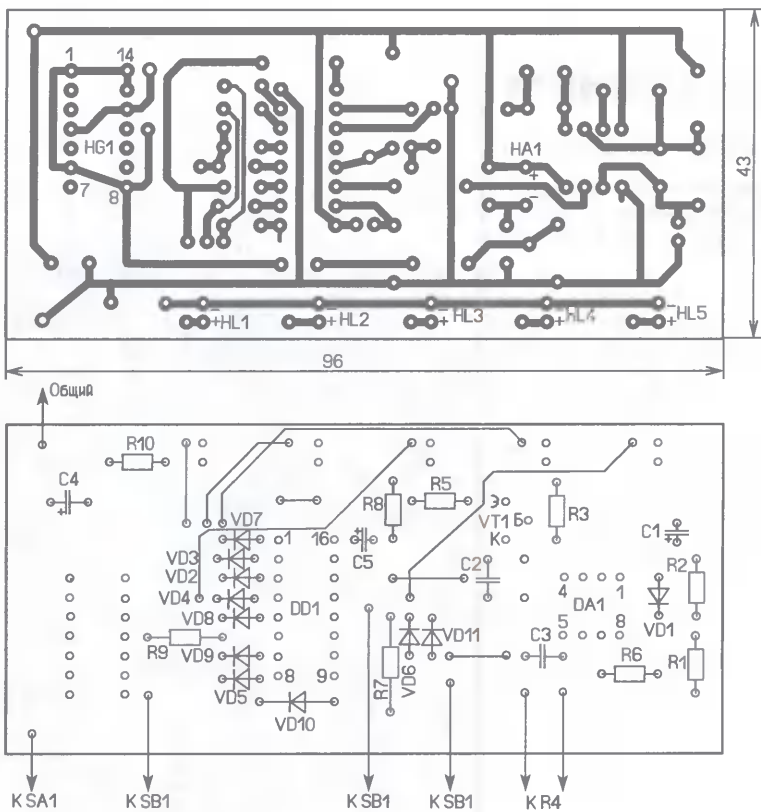 1 14
HG1
7 8
HA1
+
−
43
− + HL1
− + HL2
− + HL3
− + HL4
− + HL5
96
Общий
R10
C4
+
VD7
VD3
VD2
VD4
VD8
R9
VD9
VD5
VD10
1 16
DD1
8 9
C5
+
R8
R5
Э
VT1 Б
К
R3
C1
+
C2
R2
4 1
DA1
5 8
VD1
R7
VD6
VD11
C3
R6
R1
К SA1
К SB1
К SB1
К SB1
К R4